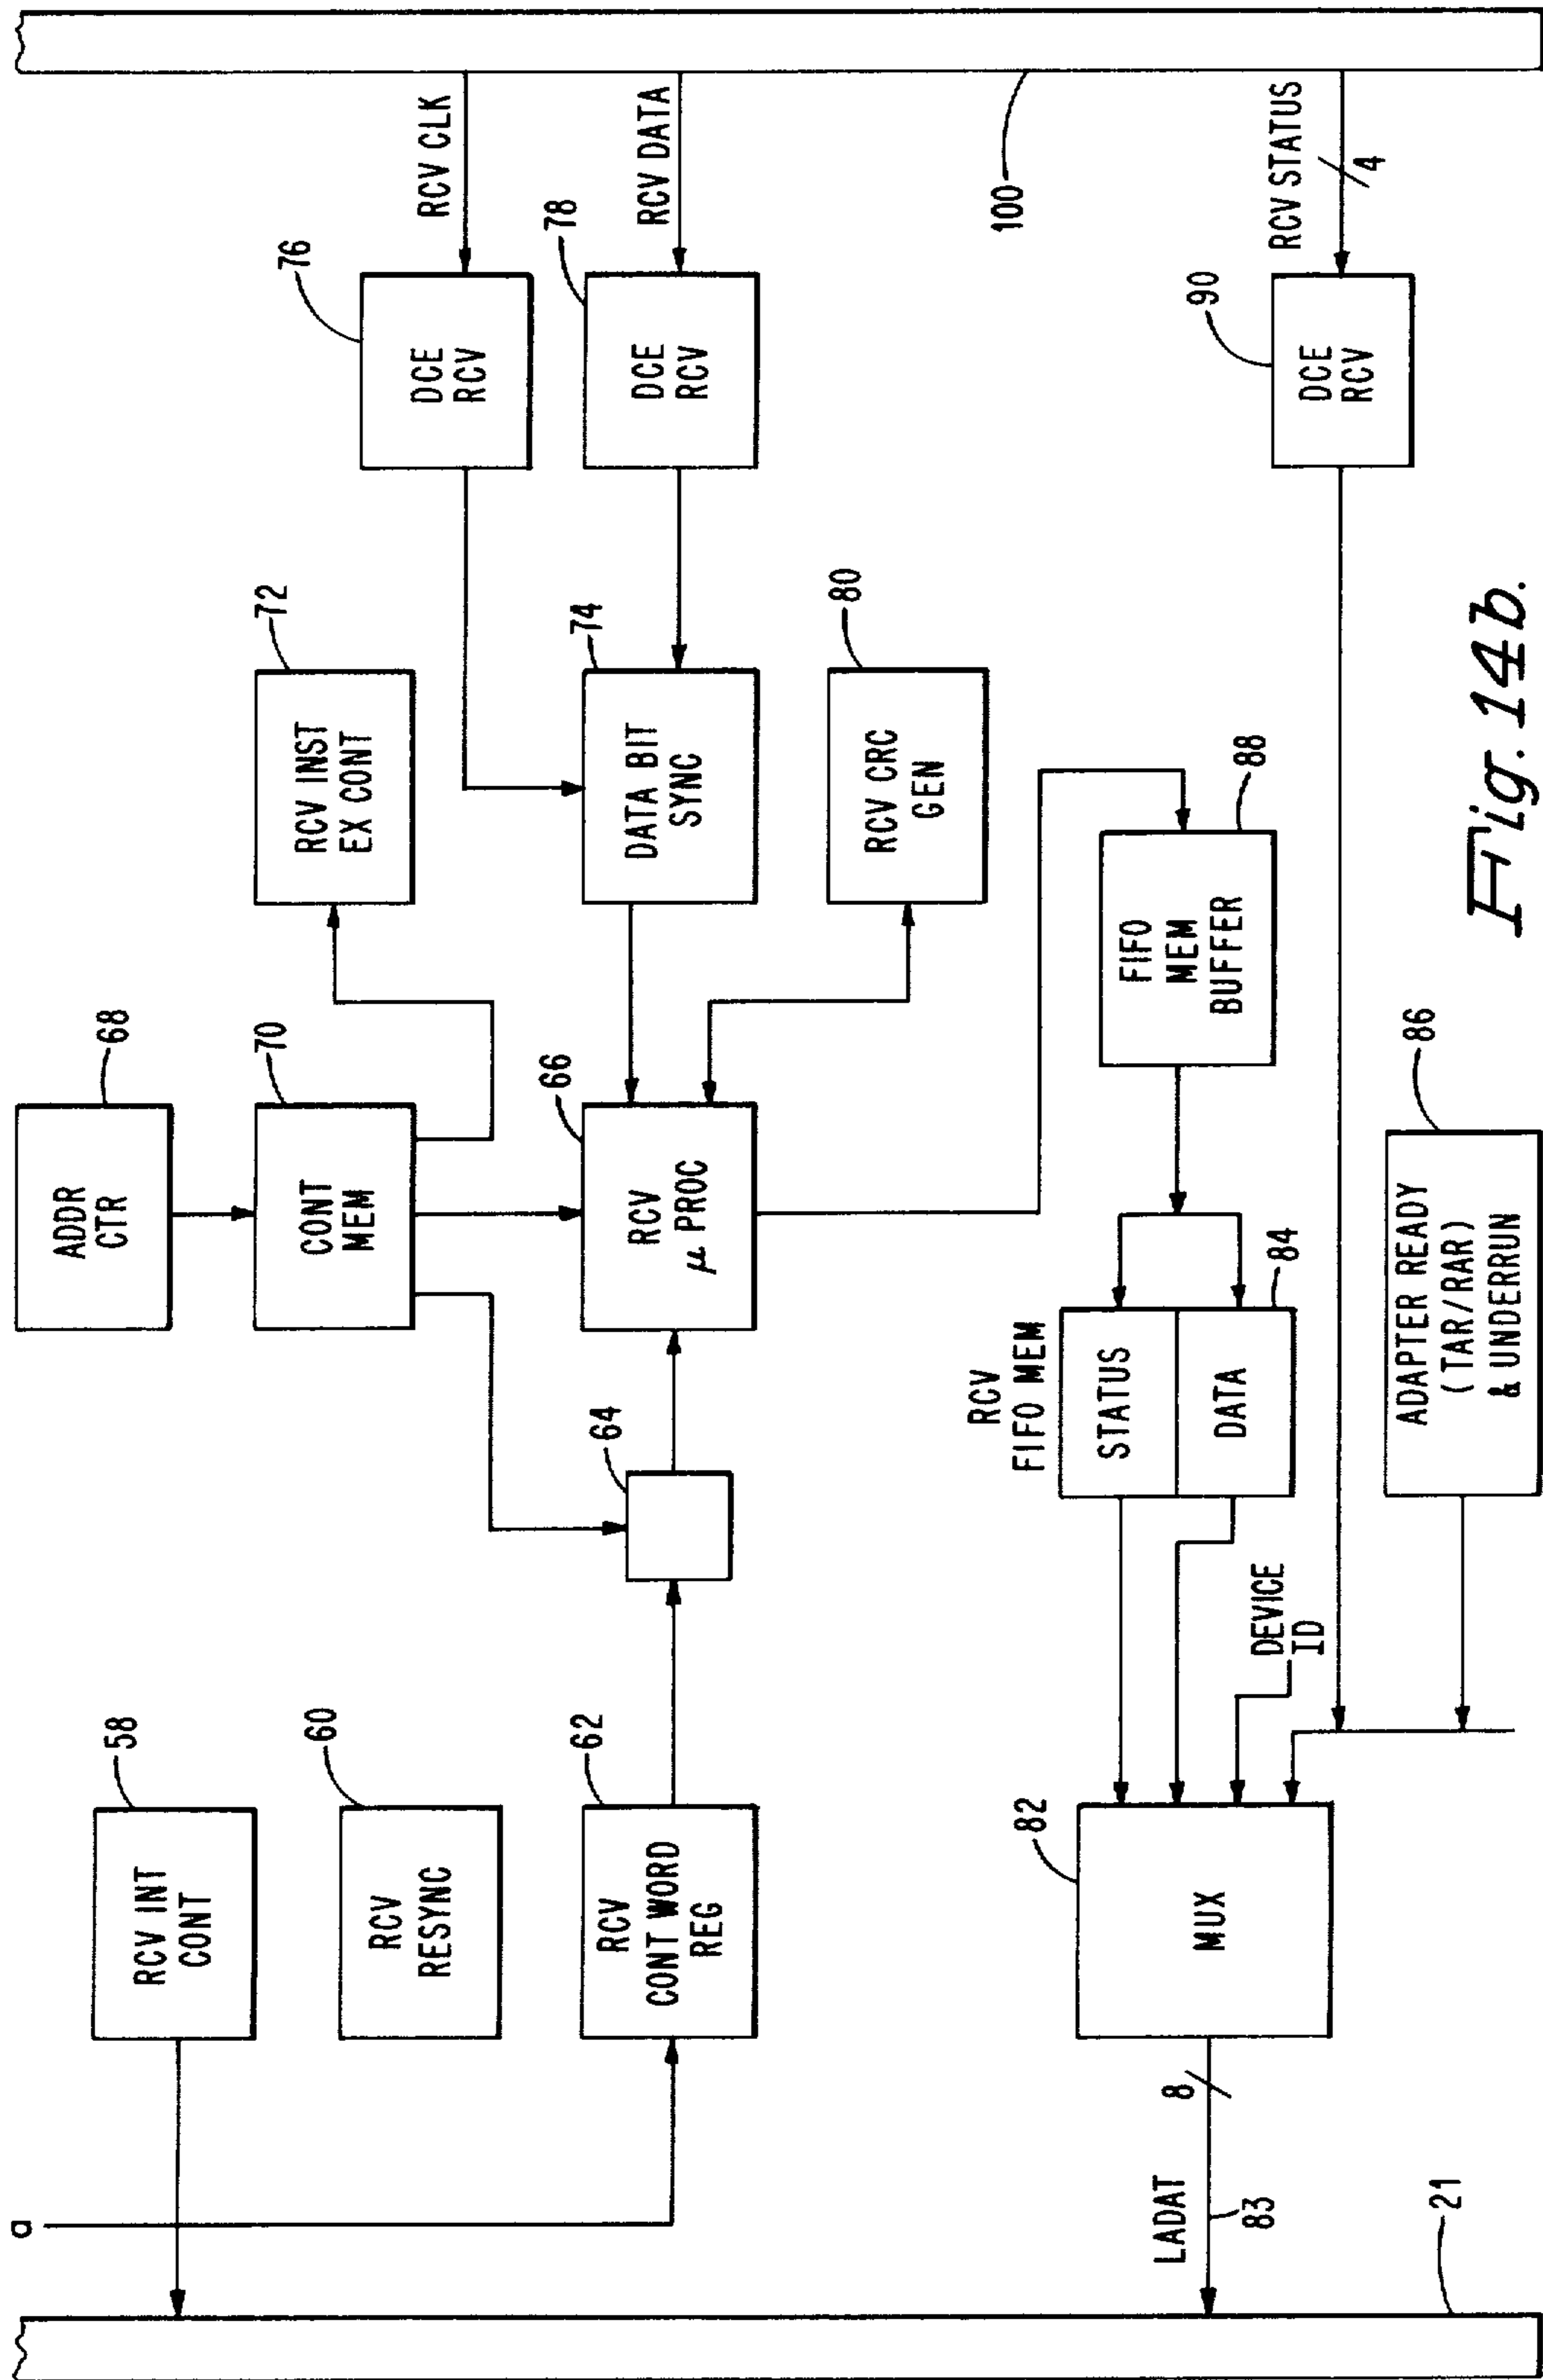 a
RCV INT
CONT
58
RCV
RESYNC
60
RCV
CONT WORD
REG
62
64
ADDR
CTR
68
CONT
MEM
70
RCV
μ PROC
66
RCV INST
EX CONT
72
DATA BIT
SYNC
74
RCV CRC
GEN
80
DCE
RCV
76
DCE
RCV
78
RCV CLK
RCV DATA
100
LADAT
8
83
21
MUX
82
DEVICE
ID
RCV
FIFO MEM
STATUS
DATA
84
FIFO
MEM
BUFFER
88
ADAPTER READY
(TAR/RAR)
& UNDERRUN
86
DCE
RCV
90
RCV STATUS
4
Fig. 14b.